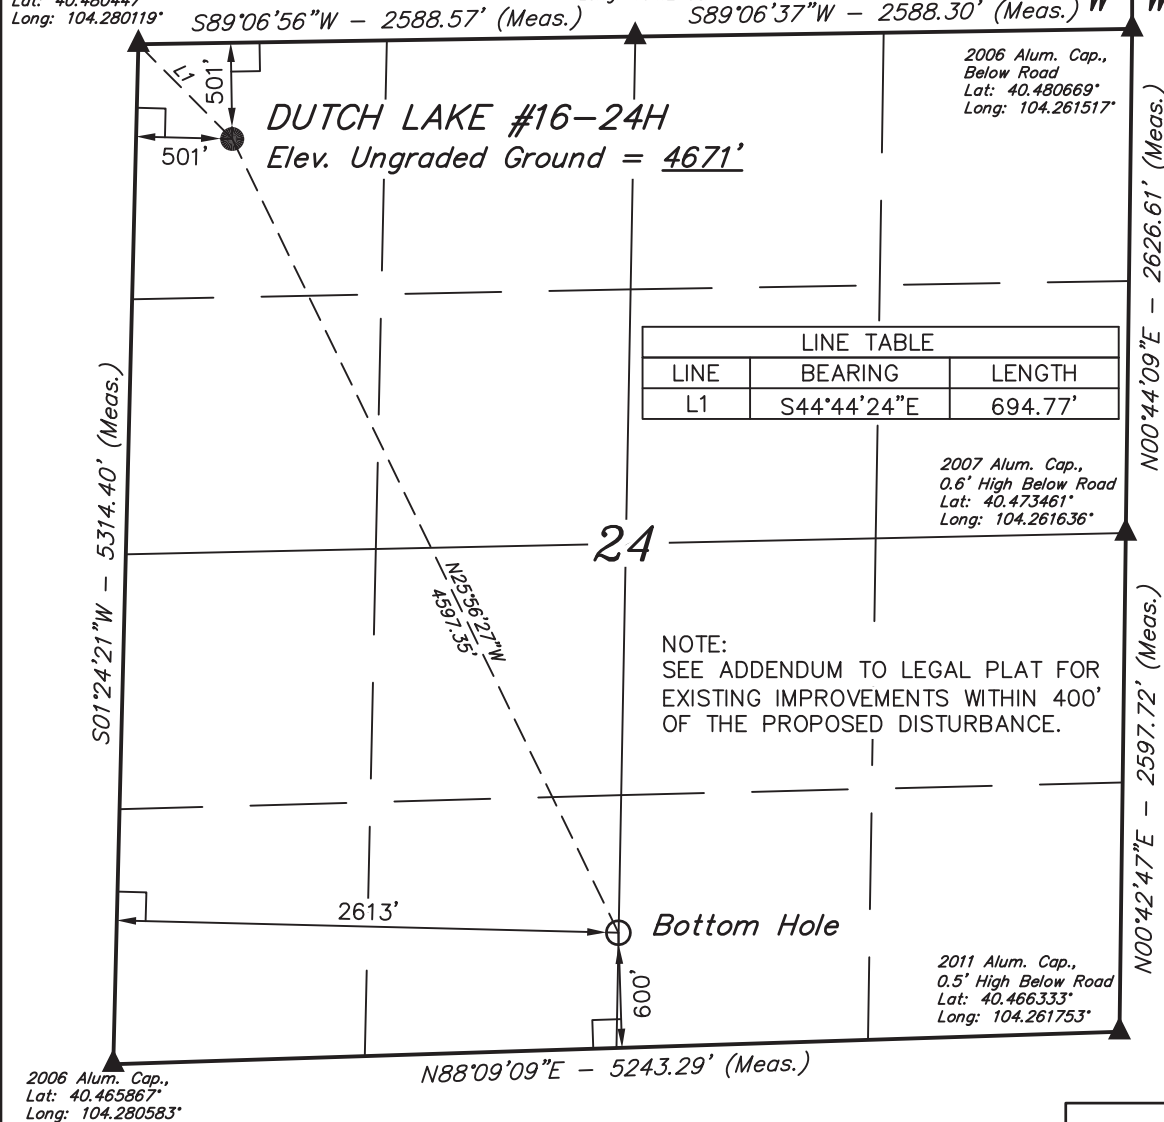 Long: 104.280119°
S89°06'56"W - 2588.57' (Meas.)
S89°06'37"W - 2588.30' (Meas.)
2006 Alum. Cap.,
Below Road
Lat: 40.480669°
Long: 104.261517°
L1
501'
501'
DUTCH LAKE #16-24H
Elev. Ungraded Ground = 4671'
N00°44'09"E - 2626.61' (Meas.)
LINE TABLE
LINE BEARING LENGTH
L1 S44°44'24"E 694.77'
S01°24'21"W - 5314.40' (Meas.)
2007 Alum. Cap.,
0.6' High Below Road
Lat: 40.473461°
Long: 104.261636°
24
N25°56'27"W
4597.35'
NOTE:
SEE ADDENDUM TO LEGAL PLAT FOR
EXISTING IMPROVEMENTS WITHIN 400'
OF THE PROPOSED DISTURBANCE.
N00°42'47"E - 2597.72' (Meas.)
2613'
Bottom Hole
600'
2011 Alum. Cap.,
0.5' High Below Road
Lat: 40.466333°
Long: 104.261753°
N88°09'09"E - 5243.29' (Meas.)
2006 Alum. Cap.,
Lat: 40.465867°
Long: 104.280583°